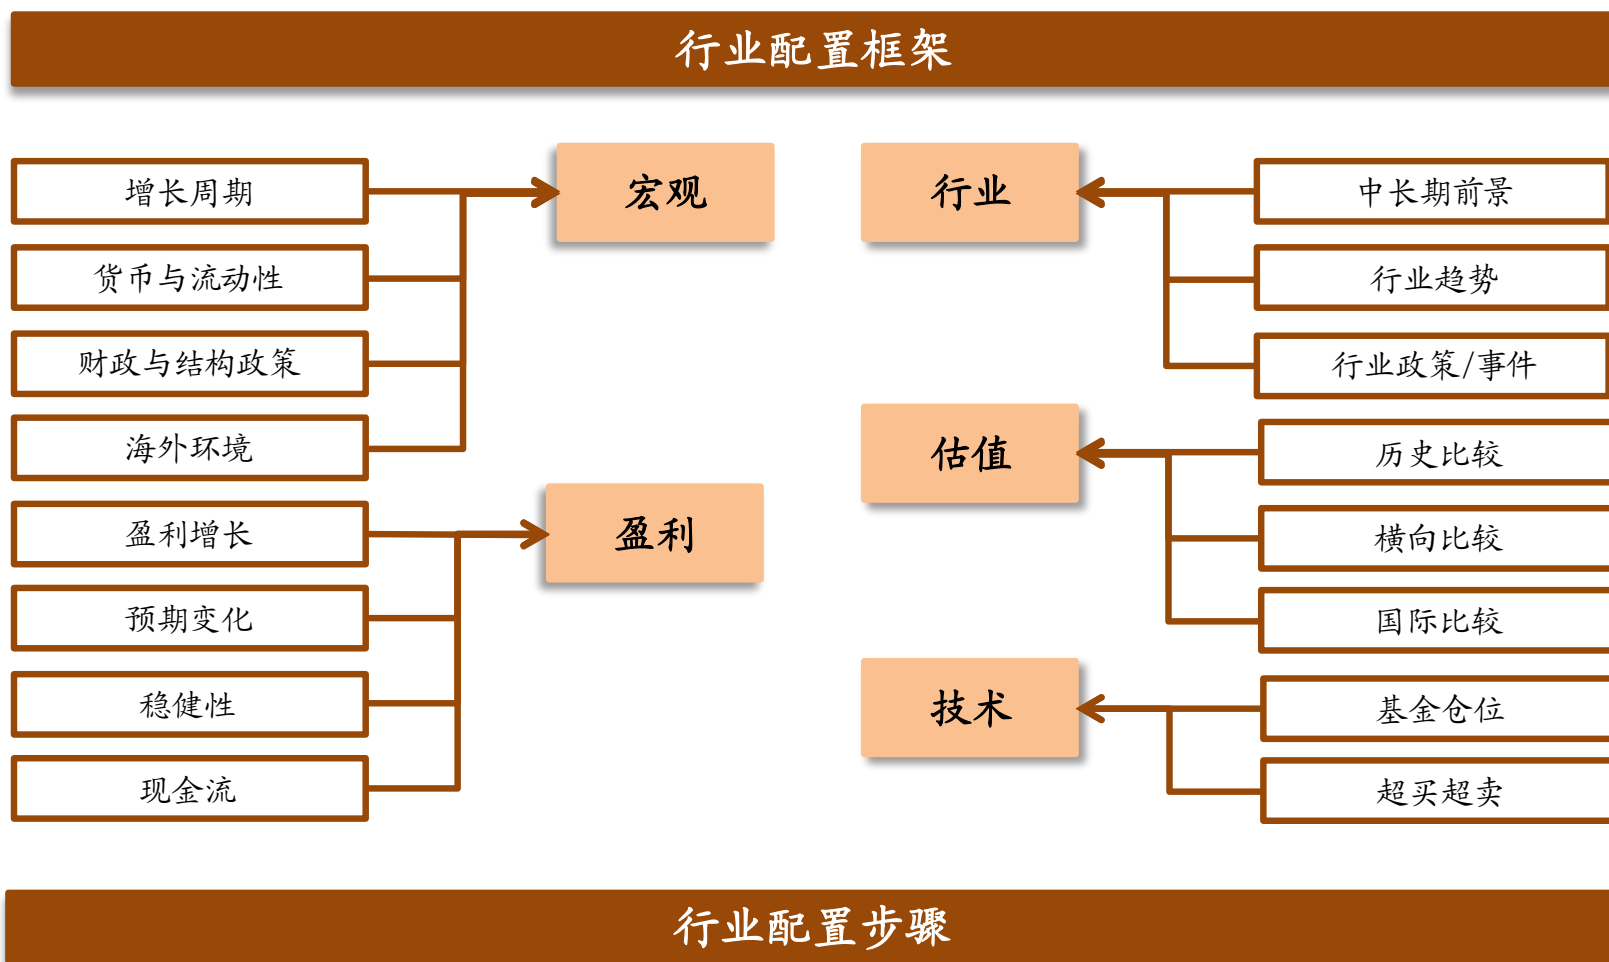 行业配置框架
宏观
增长周期
货币与流动性
财政与结构政策
海外环境
盈利
盈利增长
预期变化
稳健性
现金流
行业
中长期前景
行业趋势
行业政策/事件
估值
历史比较
横向比较
国际比较
技术
基金仓位
超买超卖
行业配置步骤